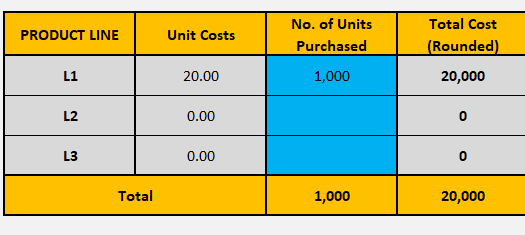 PRODUCT LINE Unit Costs No. of Units Purchased Total Cost (Rounded)
L1 20.00 1,000 20,000
L2 0.00 0
L3 0.00 0
Total 1,000 20,000